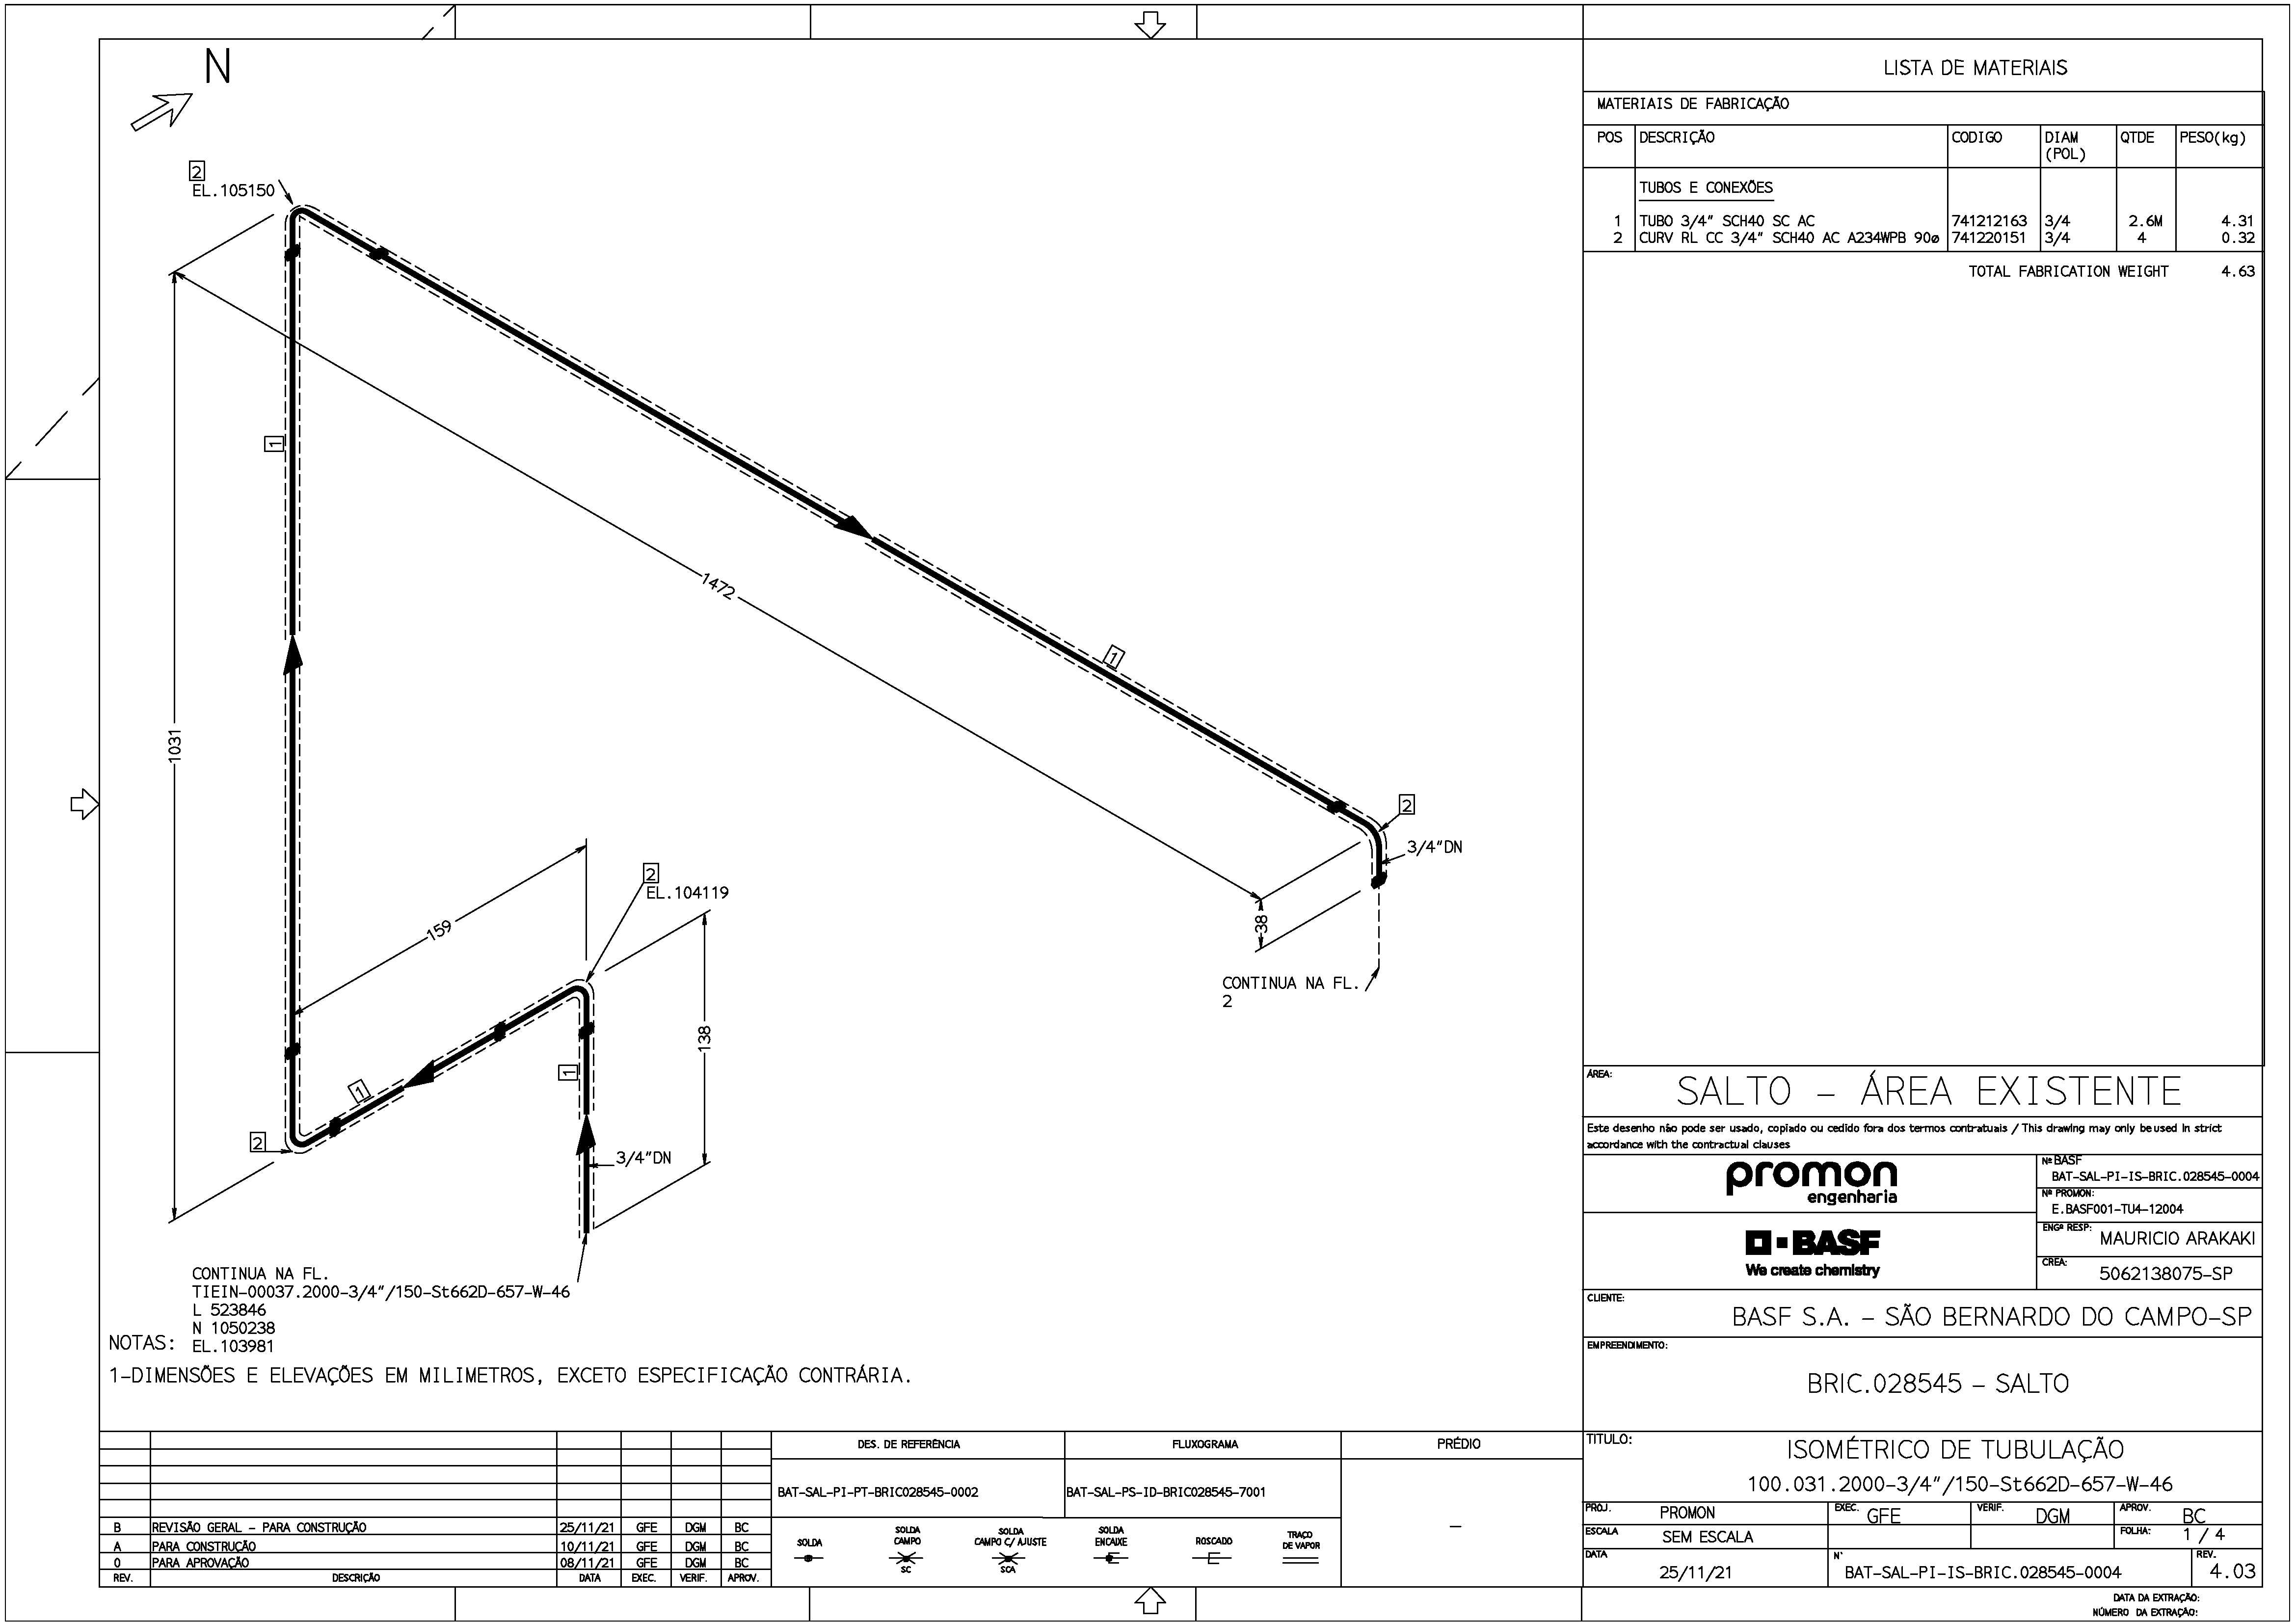 N
2
EL.105150
1
1031
1472
1
2
3/4"DN
38
CONTINUA NA FL.
2
159
2
EL.104119
138
1
1
2
3/4"DN
CONTINUA NA FL.
TIEIN-00037.2000-3/4"/150-St662D-657-W-46
L 523846
N 1050238
EL.103981
NOTAS:
1-DIMENSÕES E ELEVAÇÕES EM MILIMETROS, EXCETO ESPECIFICAÇÃO CONTRÁRIA.
LISTA DE MATERIAIS
MATERIAIS DE FABRICAÇÃO
POS DESCRIÇÃO CODIGO DIAM (POL) QTDE PESO(kg)
TUBOS E CONEXÕES
1 TUBO 3/4" SCH40 SC AC 741212163 3/4 2.6M 4.31
2 CURV RL CC 3/4" SCH40 AC A234WPB 90ø 741220151 3/4 4 0.32
TOTAL FABRICATION WEIGHT 4.63
ÁREA:
SALTO - ÁREA EXISTENTE
Este desenho não pode ser usado, copiado ou cedido fora dos termos contratuais / This drawing may only be used in strict
accordance with the contractual clauses
promon
engenharia
Nº BASF
BAT-SAL-PI-IS-BRIC.028545-0004
Nº PROMON:
E.BASF001-TU4-12004
BASF
We create chemistry
ENGº RESP:
MAURICIO ARAKAKI
CREA:
5062138075-SP
CLIENTE:
BASF S.A. - SÃO BERNARDO DO CAMPO-SP
EMPREENDIMENTO:
BRIC.028545 - SALTO
TITULO:
ISOMÉTRICO DE TUBULAÇÃO
100.031.2000-3/4"/150-St662D-657-W-46
PROJ. PROMON EXEC. GFE VERIF. DGM APROV. BC
ESCALA SEM ESCALA FOLHA: 1 / 4
DATA 25/11/21 N° BAT-SAL-PI-IS-BRIC.028545-0004 REV. 4.03
DATA DA EXTRAÇÃO:
NÚMERO DA EXTRAÇÃO:
DES. DE REFERÊNCIA FLUXOGRAMA PRÉDIO
BAT-SAL-PI-PT-BRIC028545-0002 BAT-SAL-PS-ID-BRIC028545-7001
-
B REVISÃO GERAL - PARA CONSTRUÇÃO 25/11/21 GFE DGM BC
A PARA CONSTRUÇÃO 10/11/21 GFE DGM BC
0 PARA APROVAÇÃO 08/11/21 GFE DGM BC
REV. DESCRIÇÃO DATA EXEC. VERIF. APROV.
SOLDA
SOLDA CAMPO
SC
SOLDA CAMPO C/ AJUSTE
SCA
SOLDA ENCAIXE
ROSCADO
TRAÇO DE VAPOR